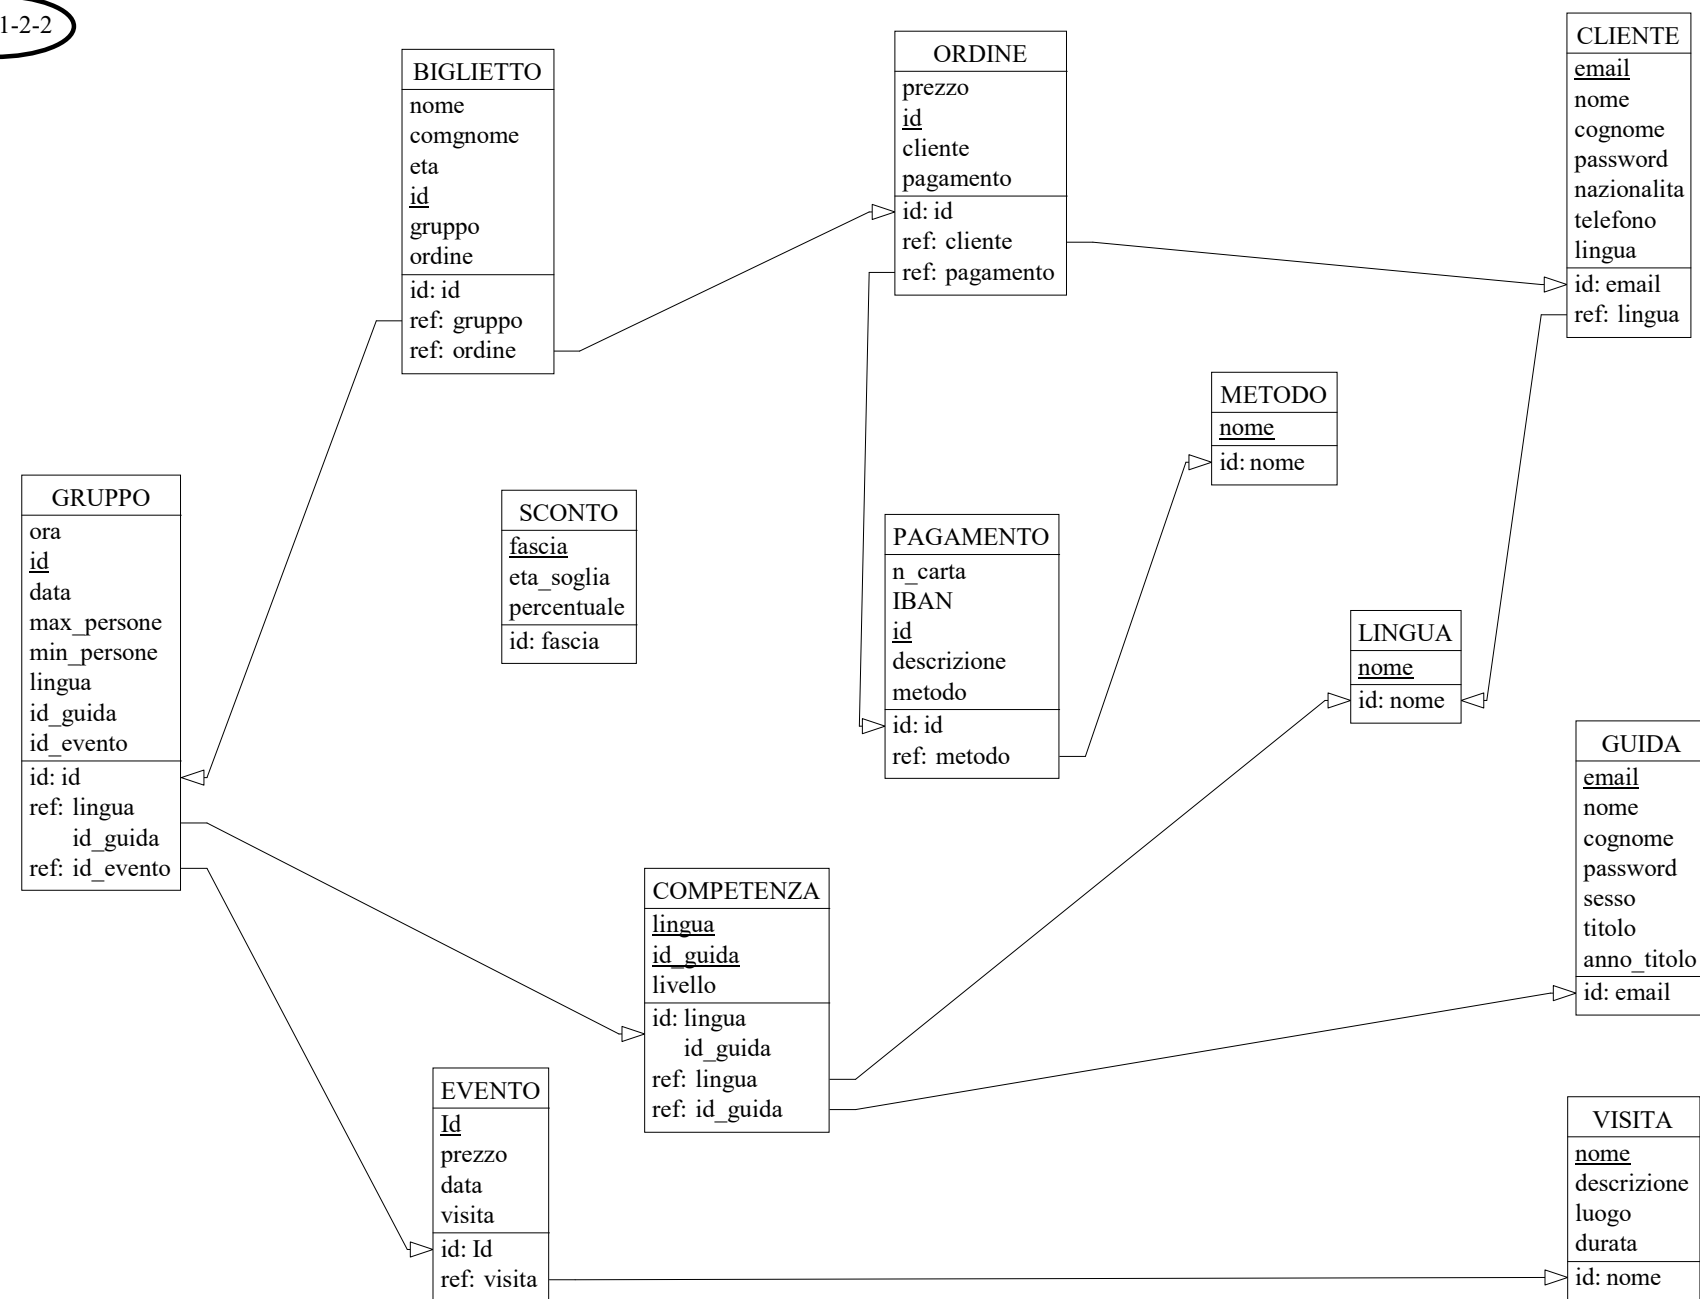 1-2-2
BIGLIETTO
nome
comgnome
eta
id
gruppo
ordine
id: id
ref: gruppo
ref: ordine
ORDINE
prezzo
id
cliente
pagamento
id: id
ref: cliente
ref: pagamento
CLIENTE
email
nome
cognome
password
nazionalita
telefono
lingua
id: email
ref: lingua
METODO
nome
id: nome
GRUPPO
ora
id
data
max_persone
min_persone
lingua
id_guida
id_evento
id: id
ref: lingua
id_guida
ref: id_evento
SCONTO
fascia
eta_soglia
percentuale
id: fascia
PAGAMENTO
n_carta
IBAN
id
descrizione
metodo
id: id
ref: metodo
LINGUA
nome
id: nome
GUIDA
email
nome
cognome
password
sesso
titolo
anno_titolo
id: email
COMPETENZA
lingua
id_guida
livello
id: lingua
id_guida
ref: lingua
ref: id_guida
EVENTO
Id
prezzo
data
visita
id: Id
ref: visita
VISITA
nome
descrizione
luogo
durata
id: nome